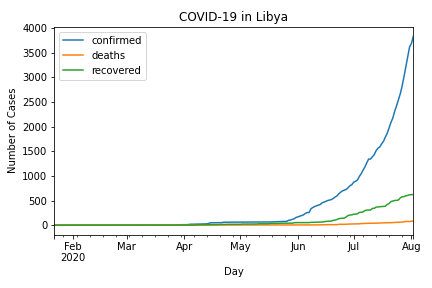 COVID-19 in Libya
4000
3500
3000
2500
2000
1500
1000
500
0
Number of Cases
confirmed
deaths
recovered
Feb Mar Apr May Jun Jul Aug
2020
Day